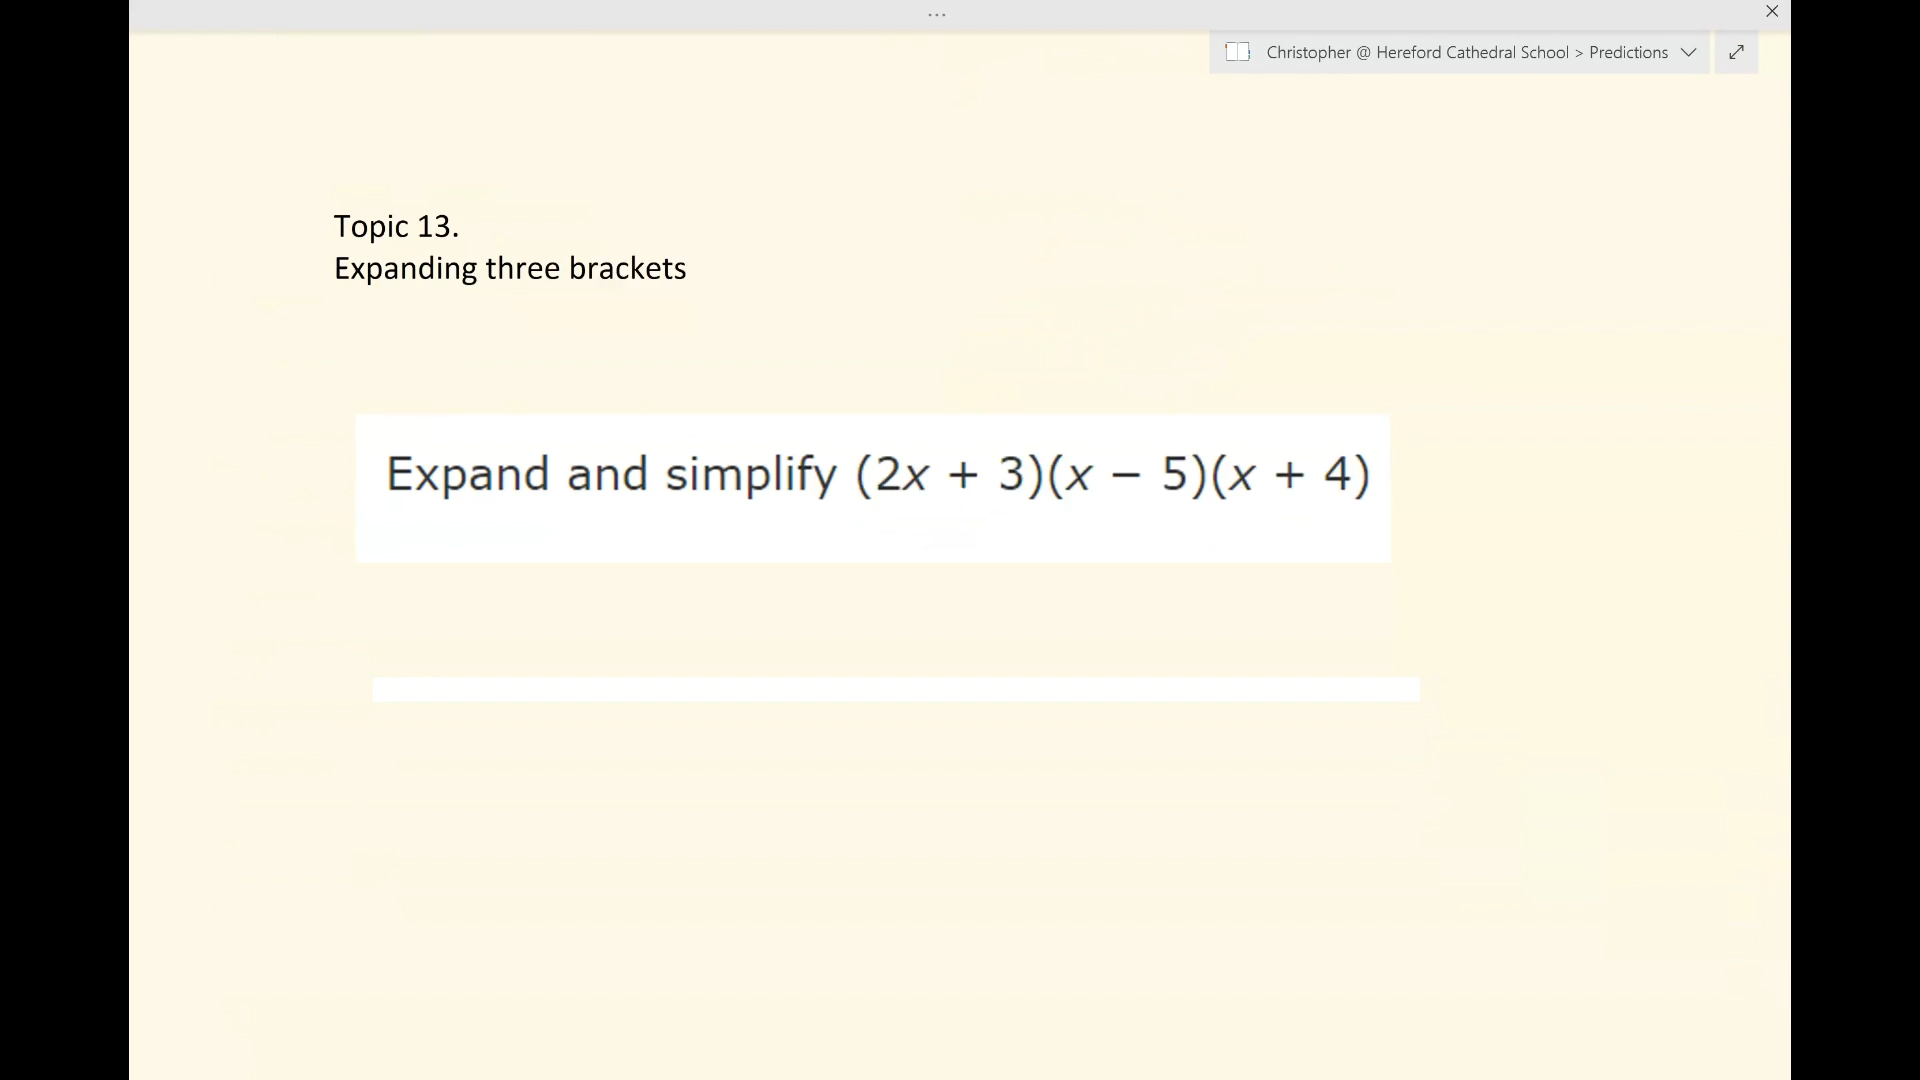 Christopher @ Hereford Cathedral School > Predictions
Topic 13.
Expanding three brackets
Expand and simplify (2x + 3)(x − 5)(x + 4)